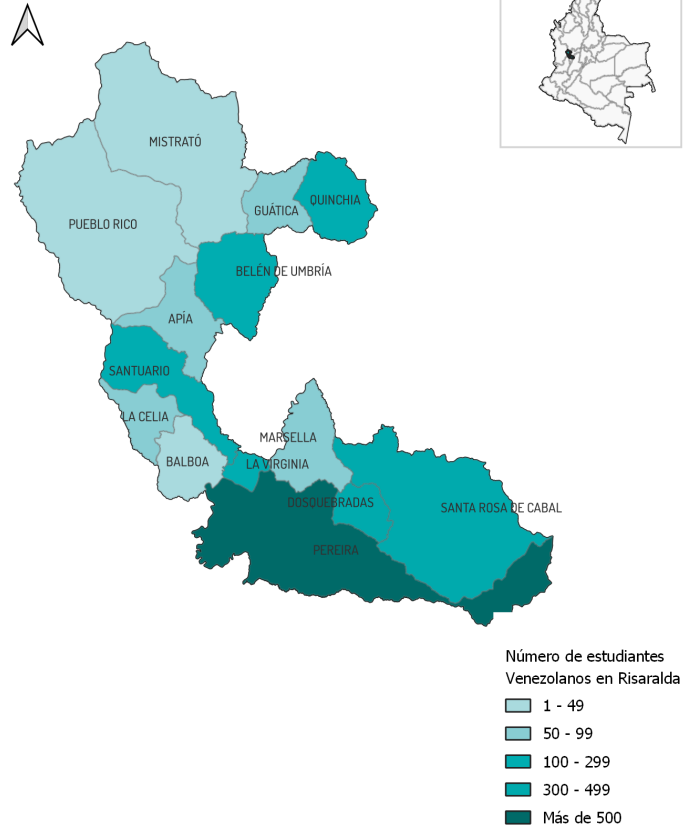 MISTRATÓ
QUINCHIA
GUÁTICA
PUEBLO RICO
BELÉN DE UMBRÍA
APÍA
SANTUARIO
LA CELIA
MARSELLA
BALBOA
LA VIRGINIA
DOSQUEBRADAS
SANTA ROSA DE CABAL
PEREIRA
Número de estudiantes
Venezolanos en Risaralda
1 - 49
50 - 99
100 - 299
300 - 499
Más de 500